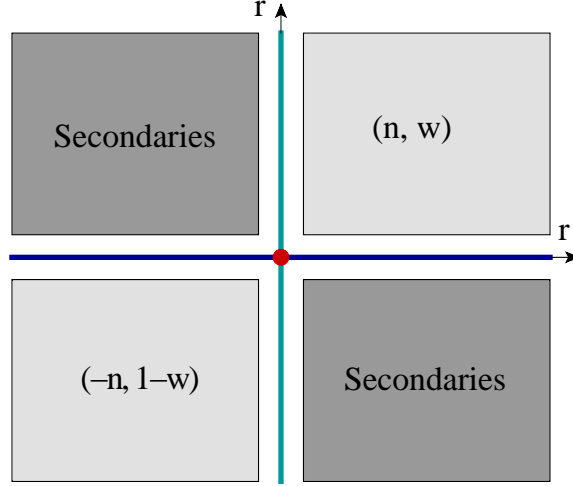 r
Secondaries
(n, w)
r
(–n, 1–w)
Secondaries